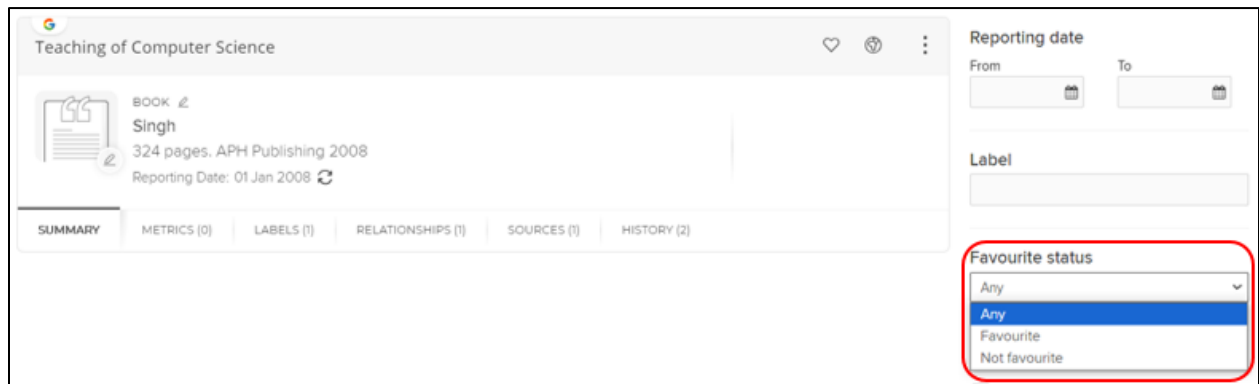 Teaching of Computer Science
BOOK
Singh
324 pages. APH Publishing 2008
Reporting Date: 01 Jan 2008
SUMMARY METRICS (0) LABELS (1) RELATIONSHIPS (1) SOURCES (1) HISTORY (2)
Reporting date
From To
Label
Favourite status
Any
Any
Favourite
Not favourite